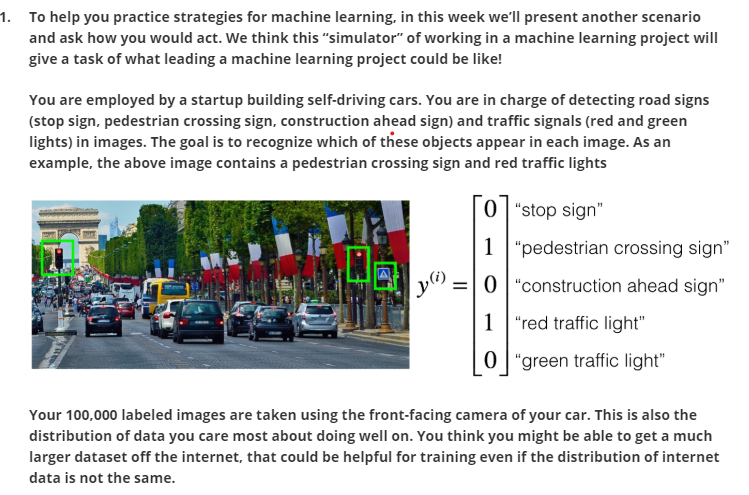 1. To help you practice strategies for machine learning, in this week we’ll present another scenario
and ask how you would act. We think this “simulator” of working in a machine learning project will
give a task of what leading a machine learning project could be like!
You are employed by a startup building self-driving cars. You are in charge of detecting road signs
(stop sign, pedestrian crossing sign, construction ahead sign) and traffic signals (red and green
lights) in images. The goal is to recognize which of these objects appear in each image. As an
example, the above image contains a pedestrian crossing sign and red traffic lights
y(i) =
0 “stop sign”
1 “pedestrian crossing sign”
0 “construction ahead sign”
1 “red traffic light”
0 “green traffic light”
Your 100,000 labeled images are taken using the front-facing camera of your car. This is also the
distribution of data you care most about doing well on. You think you might be able to get a much
larger dataset off the internet, that could be helpful for training even if the distribution of internet
data is not the same.